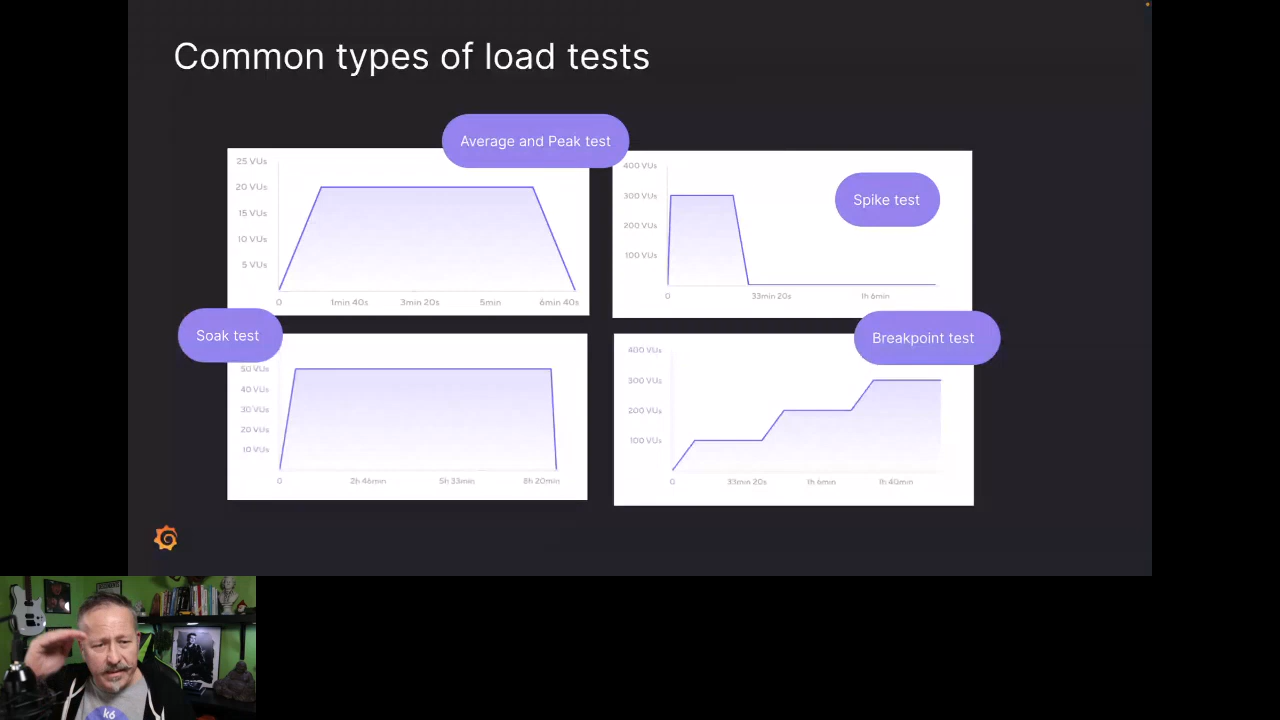 Common types of load tests
Average and Peak test
25 VUs
20 VUs
15 VUs
10 VUs
5 VUs
0
1min 40s
3min 20s
5min
6min 40s
Spike test
400 VUs
300 VUs
200 VUs
100 VUs
0
33min 20s
1h 6min
Soak test
50 VUs
40 VUs
30 VUs
20 VUs
10 VUs
0
2h 46min
5h 33min
8h 20min
Breakpoint test
400 VUs
300 VUs
200 VUs
100 VUs
0
33min 20s
1h 6min
1h 40min
k6